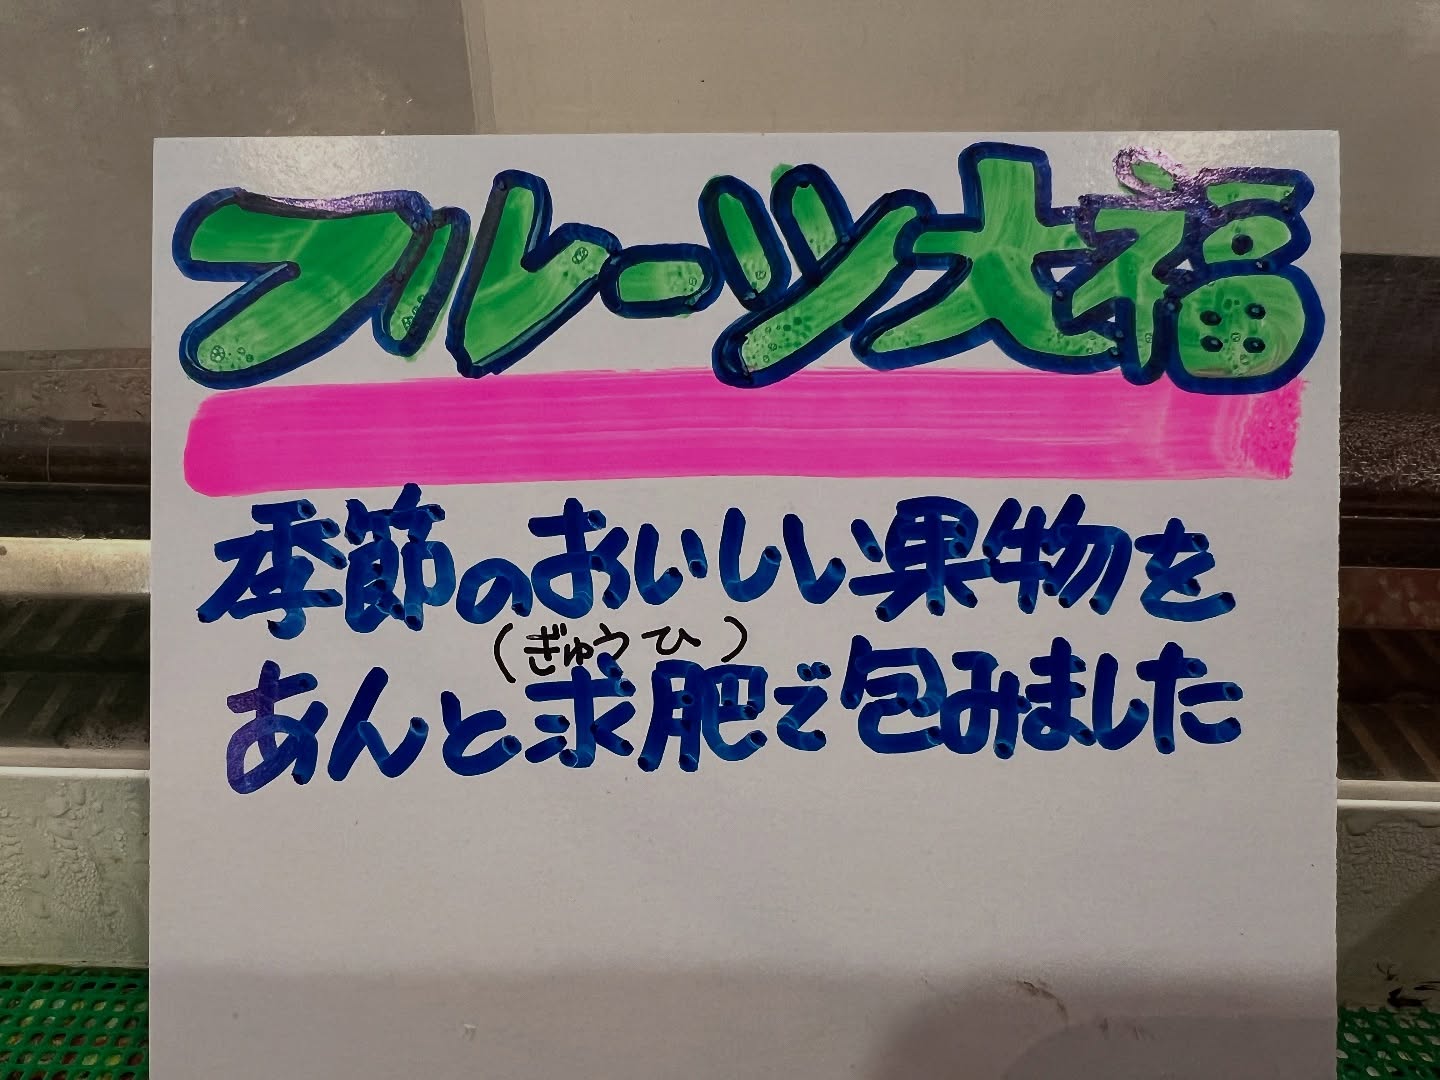 フルーツ大福
季節のおいしい果物を
(ぎゅうひ)
あんと求肥で包みました